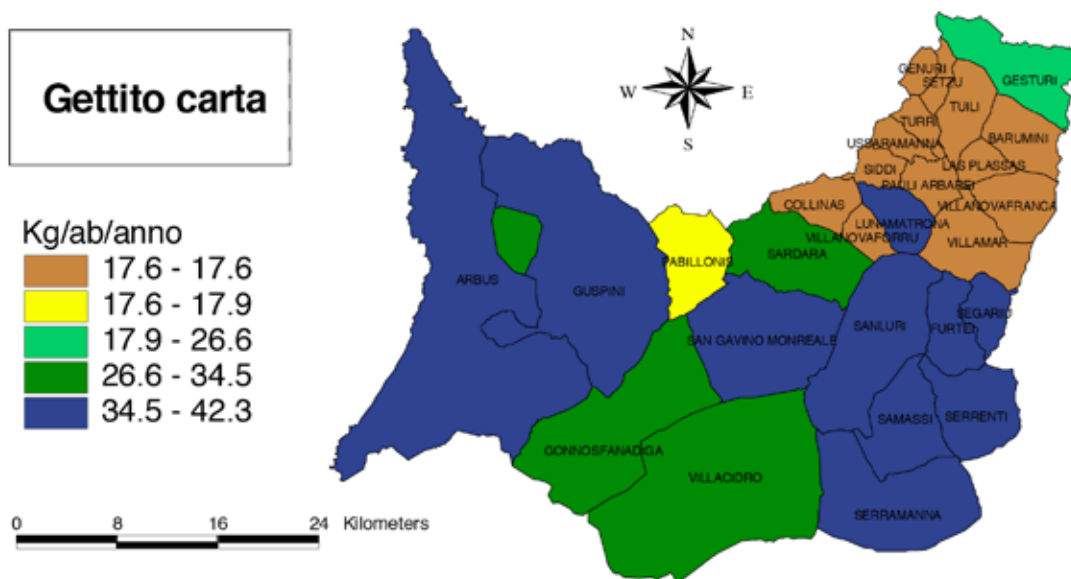 Gettito carta
Kg/ab/anno
17.6 - 17.6
17.6 - 17.9
17.9 - 26.6
26.6 - 34.5
34.5 - 42.3
0 8 16 24 Kilometers
N
W E
S
GENURI
SETZU
GESTURI
TUILI
TURRI
USSARAMANNA
BARUMINI
SIDDI
LAS PLASSAS
PAULI ARBAREI
COLLINAS
VILLANOVAFRANCA
LUNAMATRONA
VILLANOVAFORRU
VILLAMAR
SARDARA
PABILLONIS
ARBUS
GUSPINI
SEGARIU
SANLURI
FURTEI
SAN GAVINO MONREALE
SAMASSI
SERRENTI
GONNOSFANADIGA
VILLACIDRO
SERRAMANNA